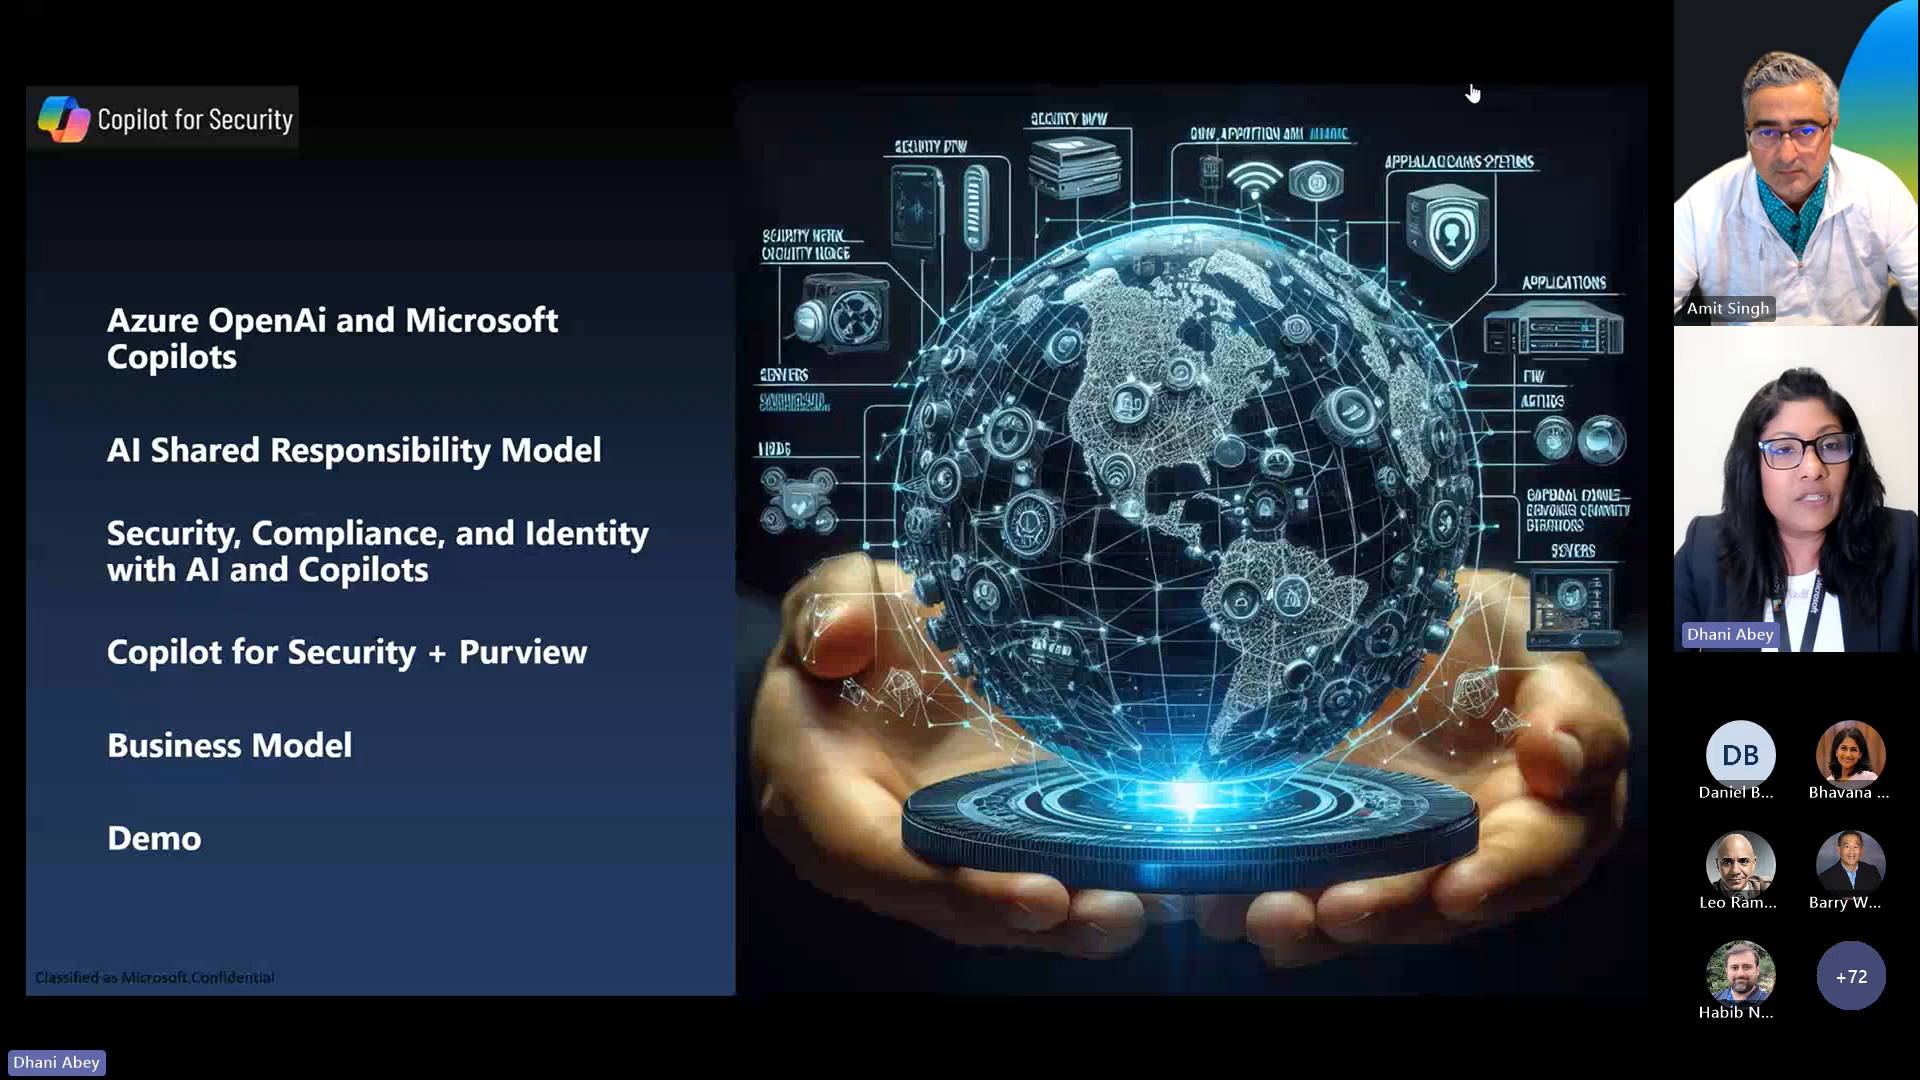 Copilot for Security
Azure OpenAi and Microsoft
Copilots
AI Shared Responsibility Model
Security, Compliance, and Identity
with AI and Copilots
Copilot for Security + Purview
Business Model
Demo
Classified as Microsoft Confidential
Dhani Abey
APPLICATIONS
Amit Singh
Microsoft
Dhani Abey
DB
Daniel B...
Bhavana ...
Leo Ram...
Barry W...
Habib N...
+72